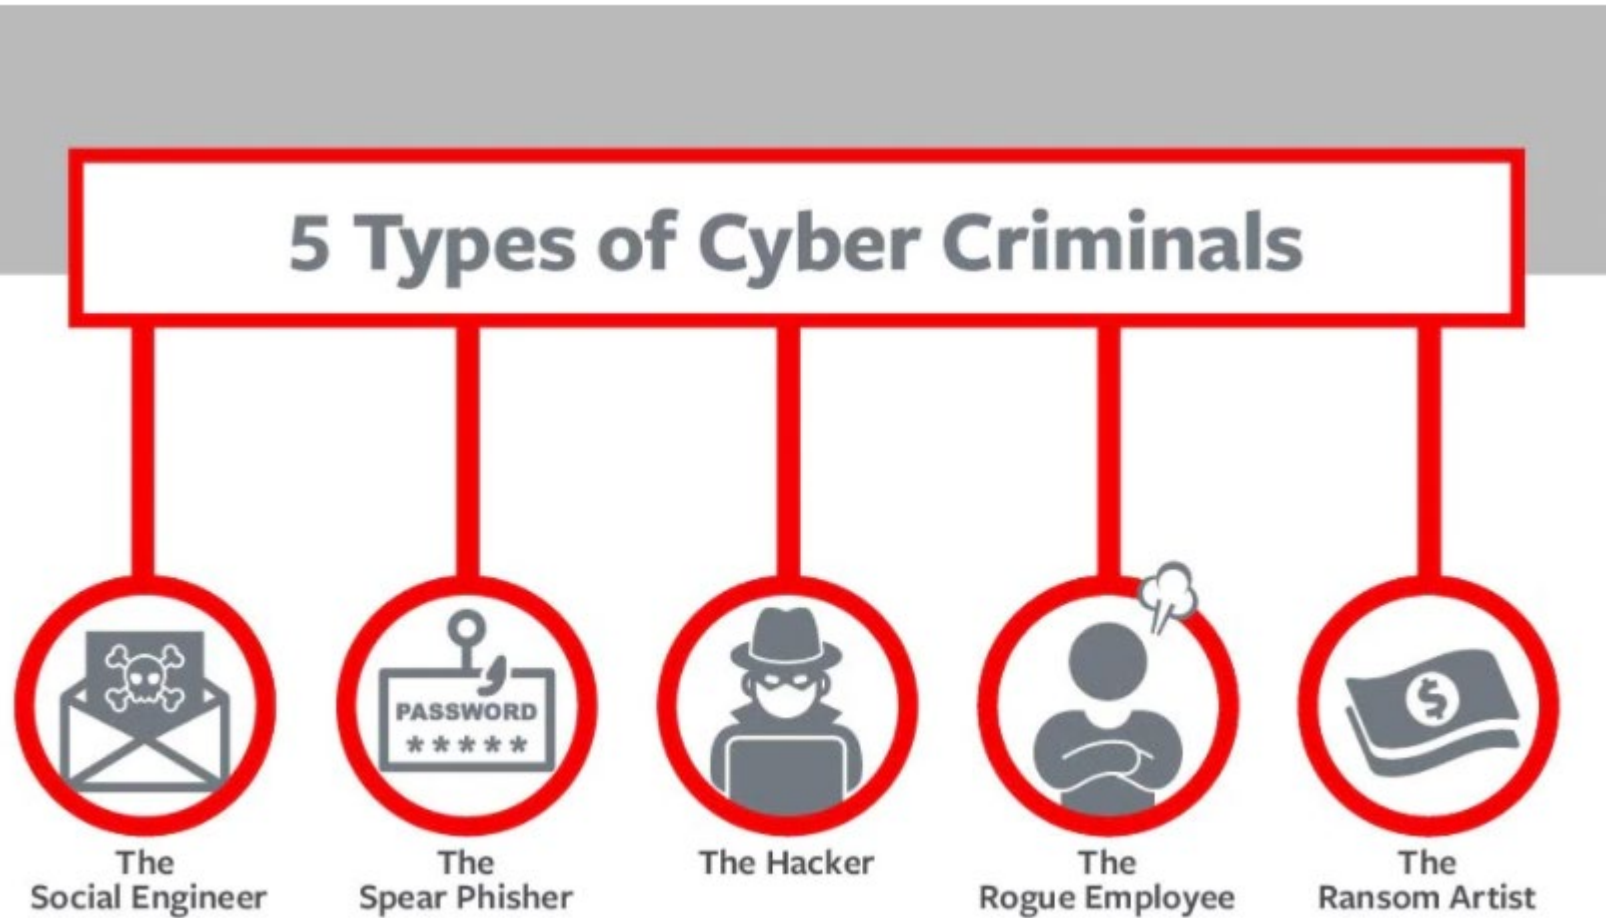 5 Types of Cyber Criminals
PASSWORD
*****
$
The
Social Engineer
The
Spear Phisher
The Hacker
The
Rogue Employee
The
Ransom Artist